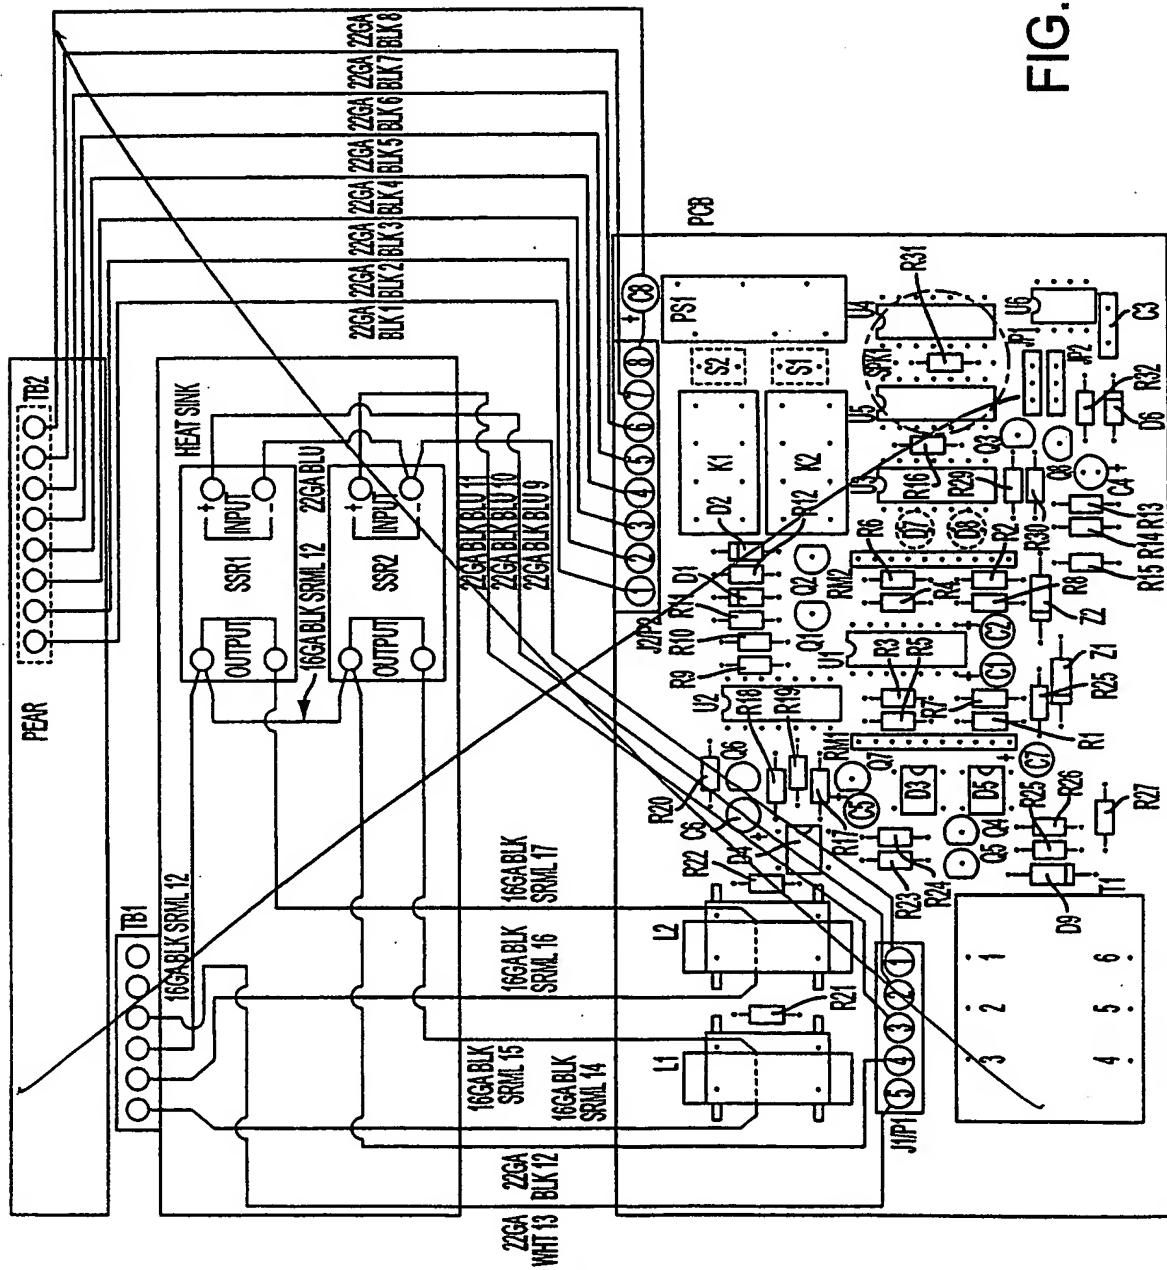 FIG.
PEAR
TB2
TB1
16GA BLK SRML 12
HEAT SINK
SSR1
OUTPUT
+
INPUT
-
22GA BLU
16GA BLK SRML 12
SSR2
OUTPUT
+
INPUT
-
22GA BLK 1
22GA BLK 2
22GA BLK 3
22GA BLK 4
22GA BLK 5
22GA BLK 6
22GA BLK 7
22GA BLK 8
22GA BLK BLU 11
22GA BLK BLU 10
22GA BLK BLU 9
16GA BLK
SRML 17
16GA BLK
SRML 16
16GA BLK
SRML 15
16GA BLK
SRML 14
22GA
BLK 12
22GA
WHT 13
PCB
J2/P2
1 2 3 4 5 6 7 8
+
C8
PS1
S2
S1
K1
K2
D2
R12
D1
R11
R10
R9
Q2
Q1
U2
RM2
U1
R6
R4
R2
R8
D7
D8
U3
R16
R29
R30
U5
SPK1
U4
R31
JP1
JP2
U6
C3
R32
D6
Q3
Q8
C4
+
R13
R14
R15
Z2
Z1
C2
C1
R3
R5
R7
R1
R25
RM1
R18
R19
Q6
R20
C6
+
D4
R17
R22
Q7
+
C5
D3
D5
+
C7
R23
R24
Q5
Q4
R25
R26
R27
D9
T1
L2
L1
R21
J1/P1
5 4 3 2 1
3 2 1
4 5 6